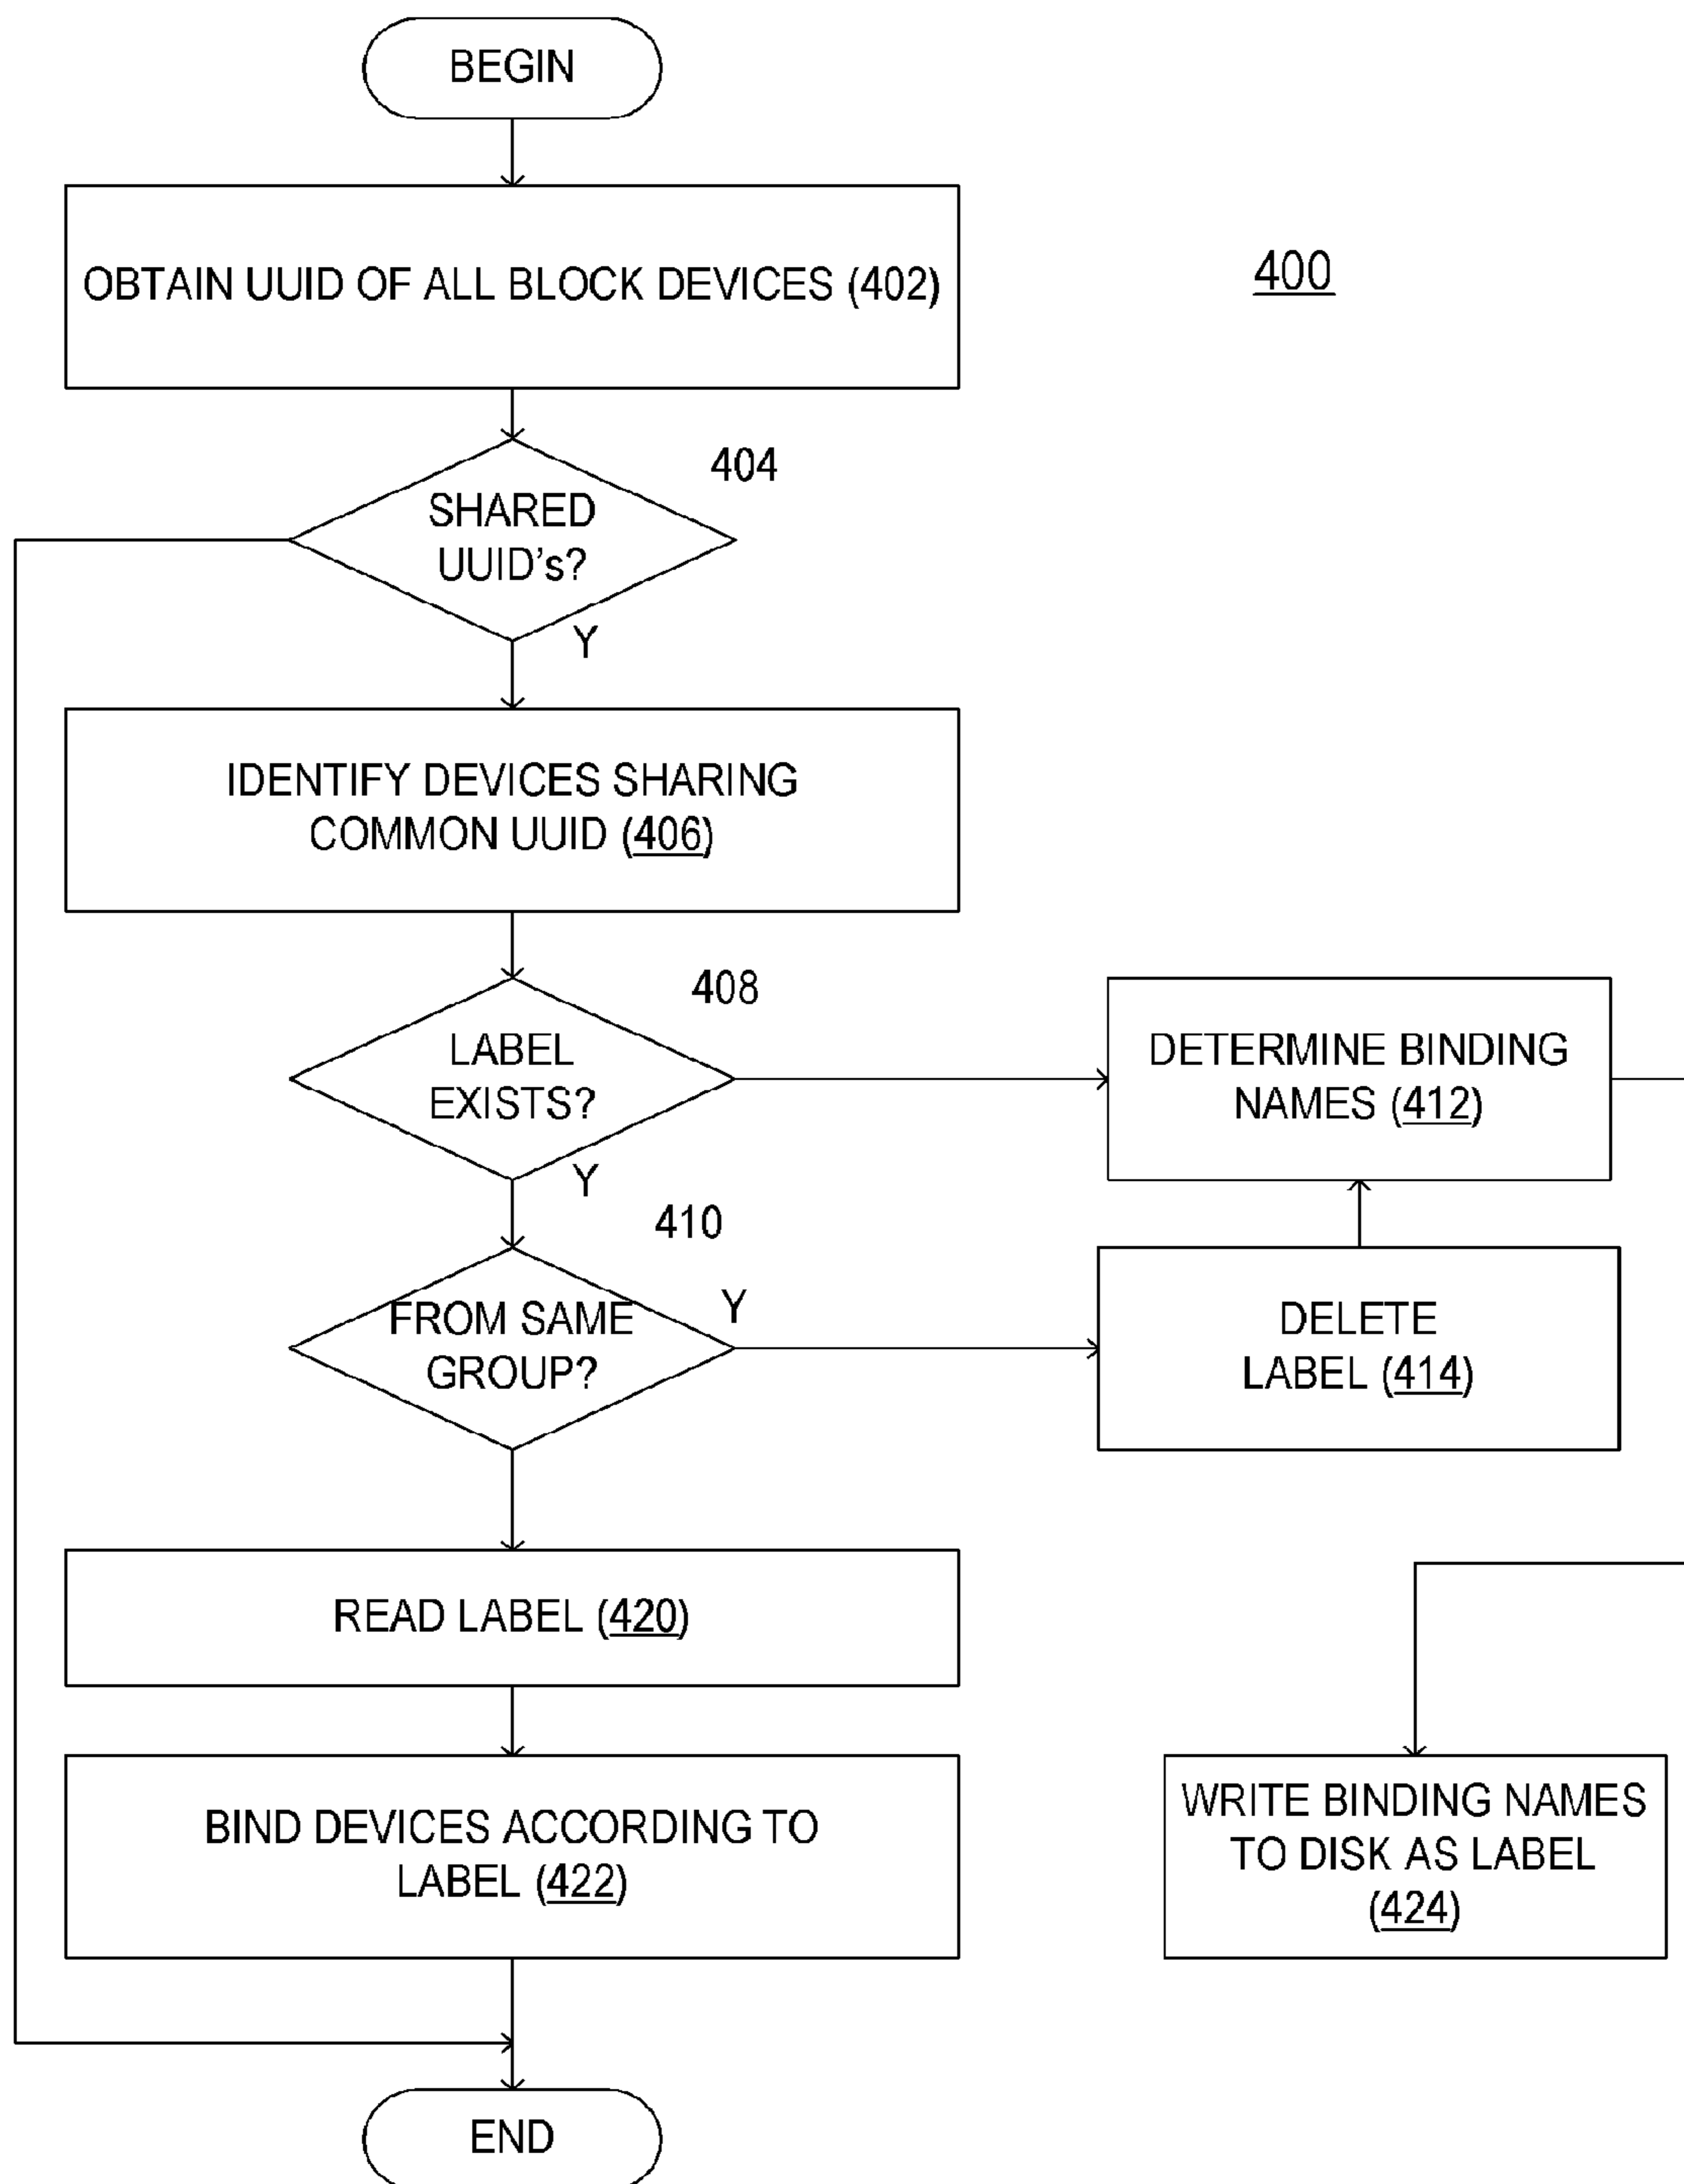 BEGIN
OBTAIN UUID OF ALL BLOCK DEVICES (402)
400
404
SHARED
UUID's?
Y
IDENTIFY DEVICES SHARING
COMMON UUID (406)
408
LABEL
EXISTS?
Y
DETERMINE BINDING
NAMES (412)
410
FROM SAME
GROUP?
Y
DELETE
LABEL (414)
READ LABEL (420)
BIND DEVICES ACCORDING TO
LABEL (422)
WRITE BINDING NAMES
TO DISK AS LABEL
(424)
END